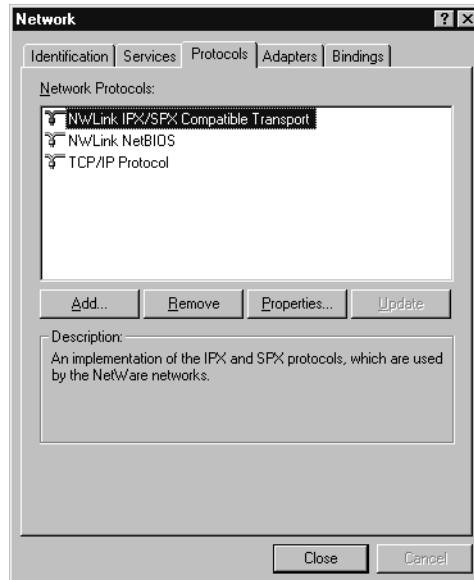 Network
Identification Services Protocols Adapters Bindings
Network Protocols:
NWLink IPX/SPX Compatible Transport
NWLink NetBIOS
TCP/IP Protocol
Add... Remove Properties... Update
Description:
An implementation of the IPX and SPX protocols, which are used
by the NetWare networks.
Close Cancel